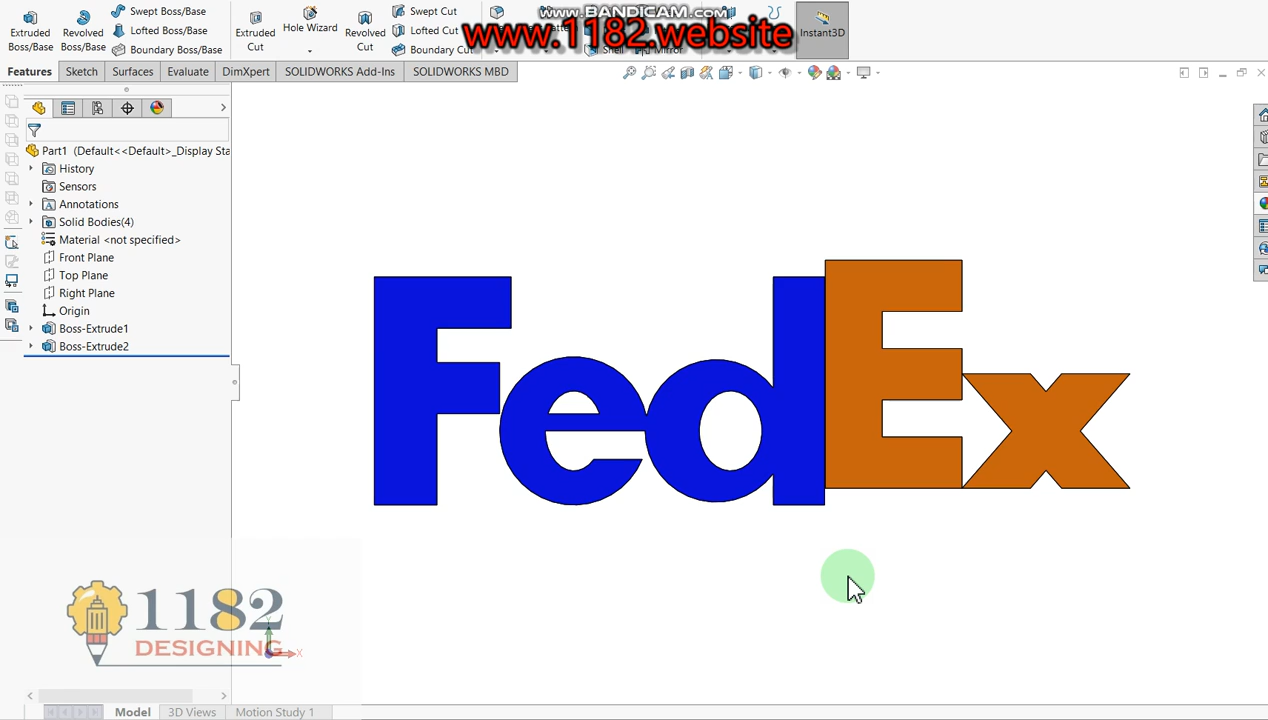 Extruded Boss/Base
Revolved Boss/Base
Swept Boss/Base
Lofted Boss/Base
Boundary Boss/Base
Extruded Cut
Hole Wizard
Revolved Cut
Swept Cut
Lofted Cut
Boundary Cut
Shell
Mirror
Instant3D
www.BANDICAM.com
www.1182.website
Features
Sketch
Surfaces
Evaluate
DimXpert
SOLIDWORKS Add-Ins
SOLIDWORKS MBD
Part1 (Default<<Default>_Display Sta
History
Sensors
Annotations
Solid Bodies(4)
Material <not specified>
Front Plane
Top Plane
Right Plane
Origin
Boss-Extrude1
Boss-Extrude2
FedEx
1182
DESIGNING
Y
X
Model
3D Views
Motion Study 1